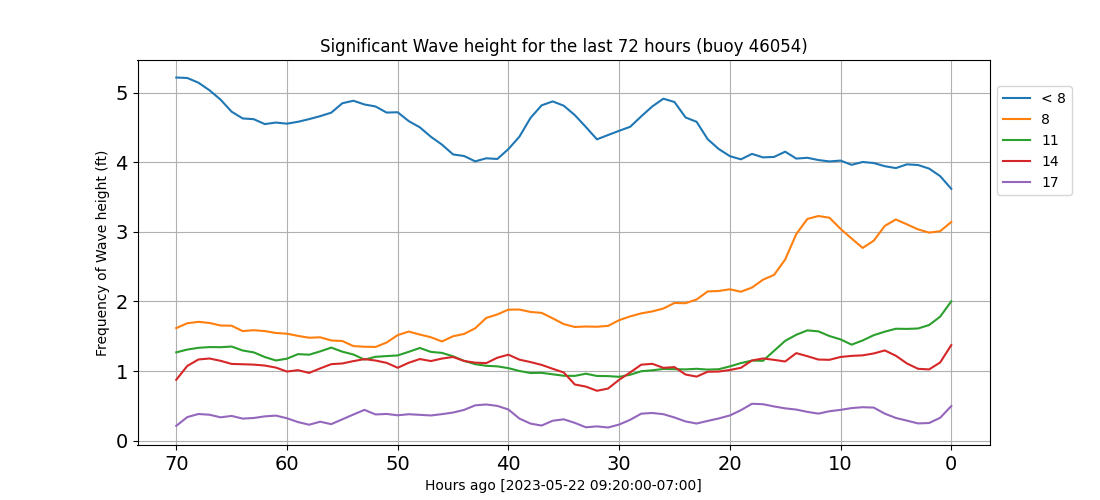 Significant Wave height for the last 72 hours (buoy 46054)
Frequency of Wave height (ft)
5
4
3
2
1
0
70 60 50 40 30 20 10 0
Hours ago [2023-05-22 09:20:00-07:00]
< 8
8
11
14
17